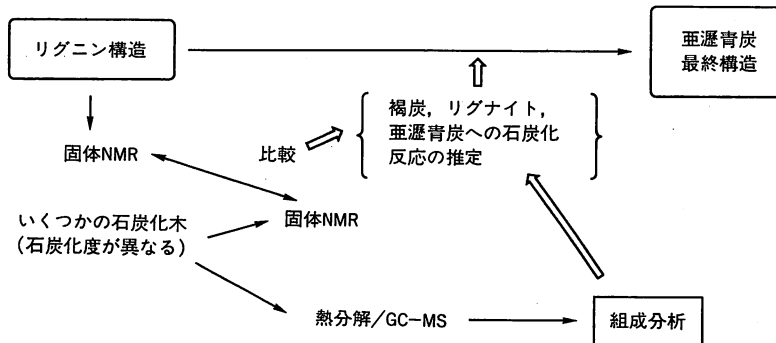 リグニン構造
亜瀝青炭
最終構造
褐炭，リグナイト，
亜瀝青炭への石炭化
反応の推定
比較
固体NMR
固体NMR
いくつかの石炭化木
(石炭化度が異なる)
熱分解/GC−MS
組成分析